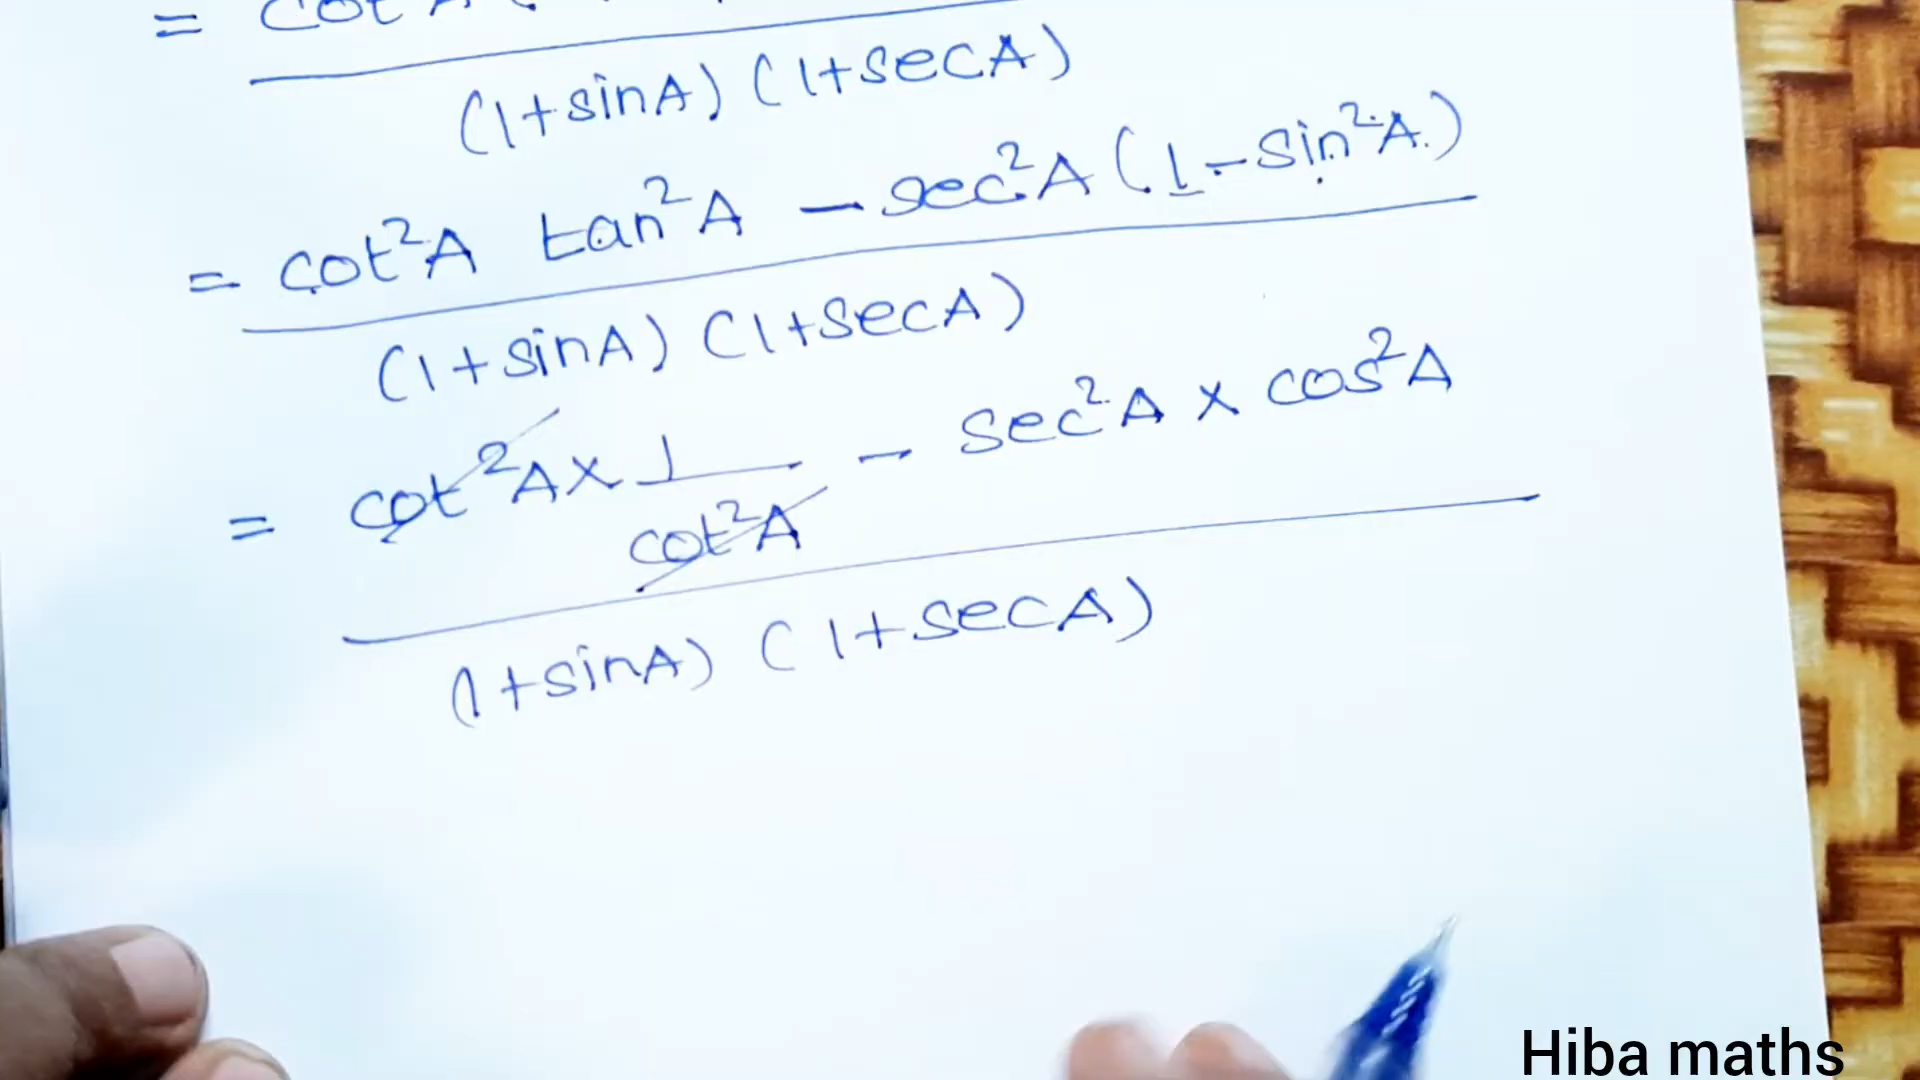 = cot A
(1+sinA) (1+secA)
= cot²A tan²A – sec²A (1 – sin²A)
(1+sinA) (1+secA)
= cot²A × 1/cot²A – sec²A × cos²A
(1+sinA) (1+secA)
Hiba maths